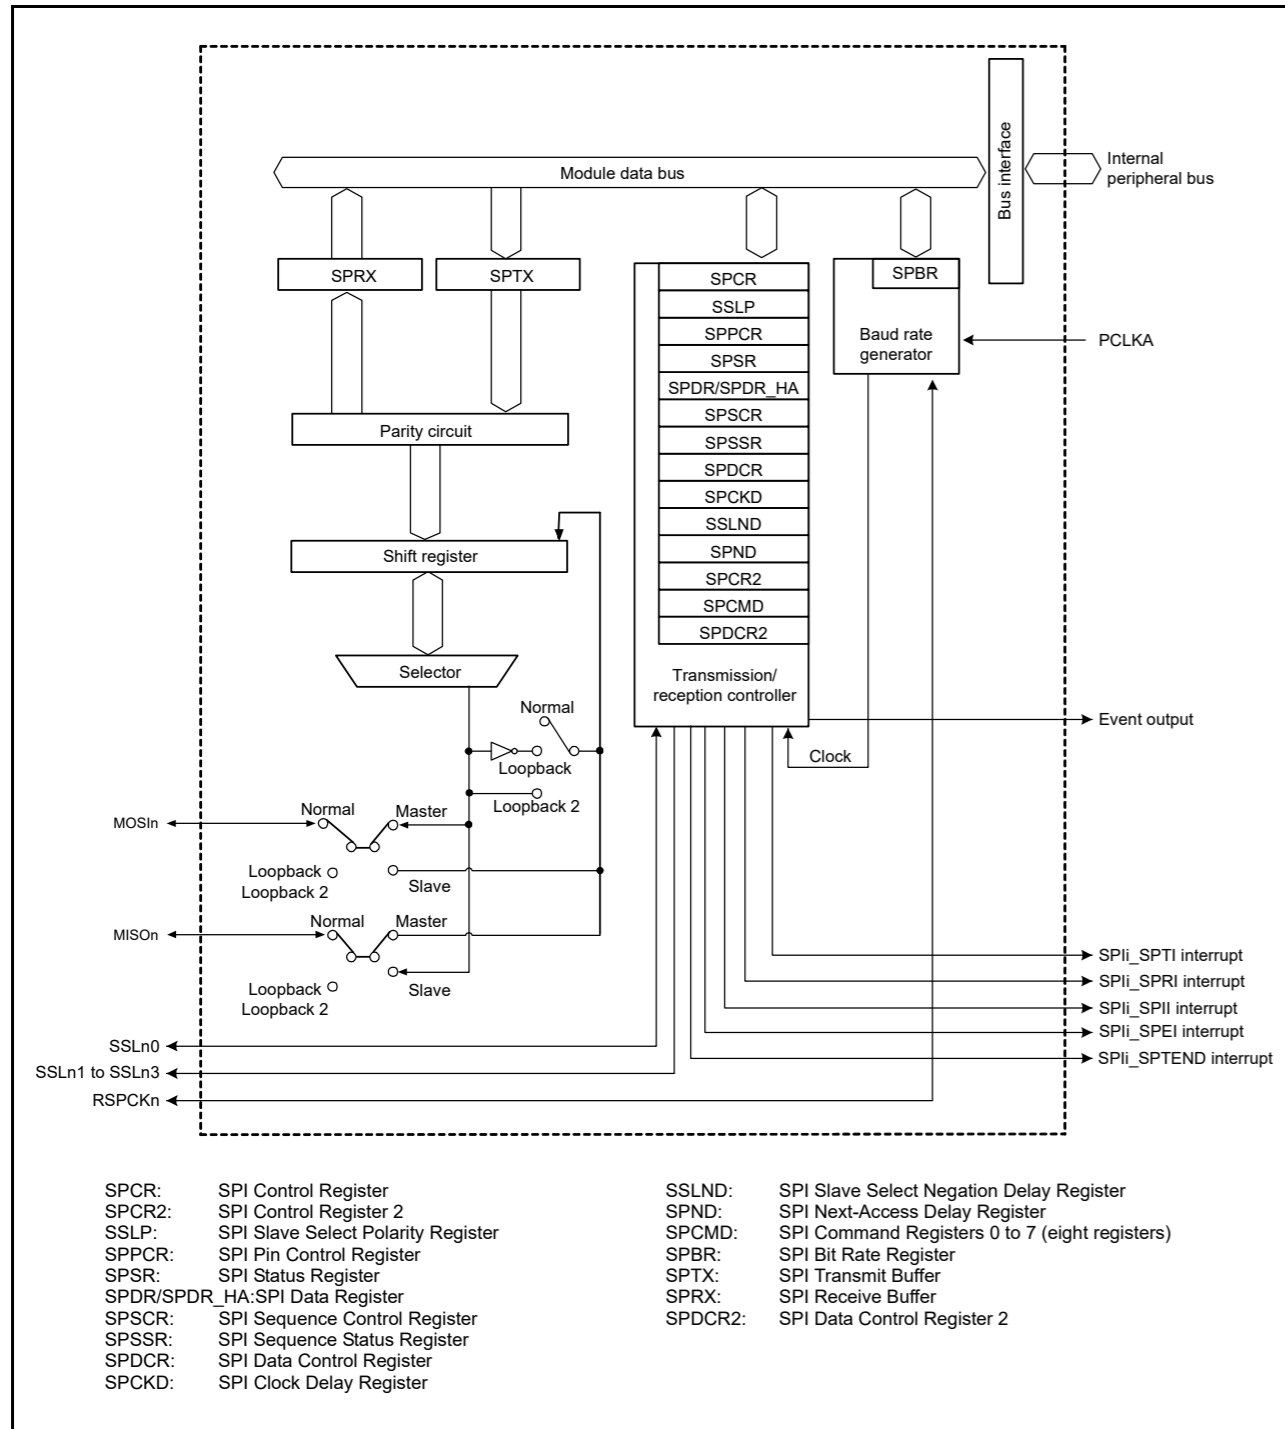 Module data bus
Bus interface
Internal
peripheral bus
SPRX
SPTX
SPCR
SSLP
SPPCR
SPSR
SPDR/SPDR_HA
SPSCR
SPSSR
SPDCR
SPCKD
SSLND
SPND
SPCR2
SPCMD
SPDCR2
Transmission/
reception controller
SPBR
Baud rate
generator
PCLKA
Parity circuit
Shift register
Selector
Normal
Loopback
Loopback 2
Clock
Event output
MOSIn
Normal
Master
Loopback
Loopback 2
Slave
MISOn
Normal
Master
Loopback
Loopback 2
Slave
SSLn0
SSLn1 to SSLn3
RSPCKn
SPIi_SPTI interrupt
SPIi_SPRI interrupt
SPIi_SPII interrupt
SPIi_SPEI interrupt
SPIi_SPTEND interrupt
SPCR: SPI Control Register
SPCR2: SPI Control Register 2
SSLP: SPI Slave Select Polarity Register
SPPCR: SPI Pin Control Register
SPSR: SPI Status Register
SPDR/SPDR_HA:SPI Data Register
SPSCR: SPI Sequence Control Register
SPSSR: SPI Sequence Status Register
SPDCR: SPI Data Control Register
SPCKD: SPI Clock Delay Register
SSLND: SPI Slave Select Negation Delay Register
SPND: SPI Next-Access Delay Register
SPCMD: SPI Command Registers 0 to 7 (eight registers)
SPBR: SPI Bit Rate Register
SPTX: SPI Transmit Buffer
SPRX: SPI Receive Buffer
SPDCR2: SPI Data Control Register 2